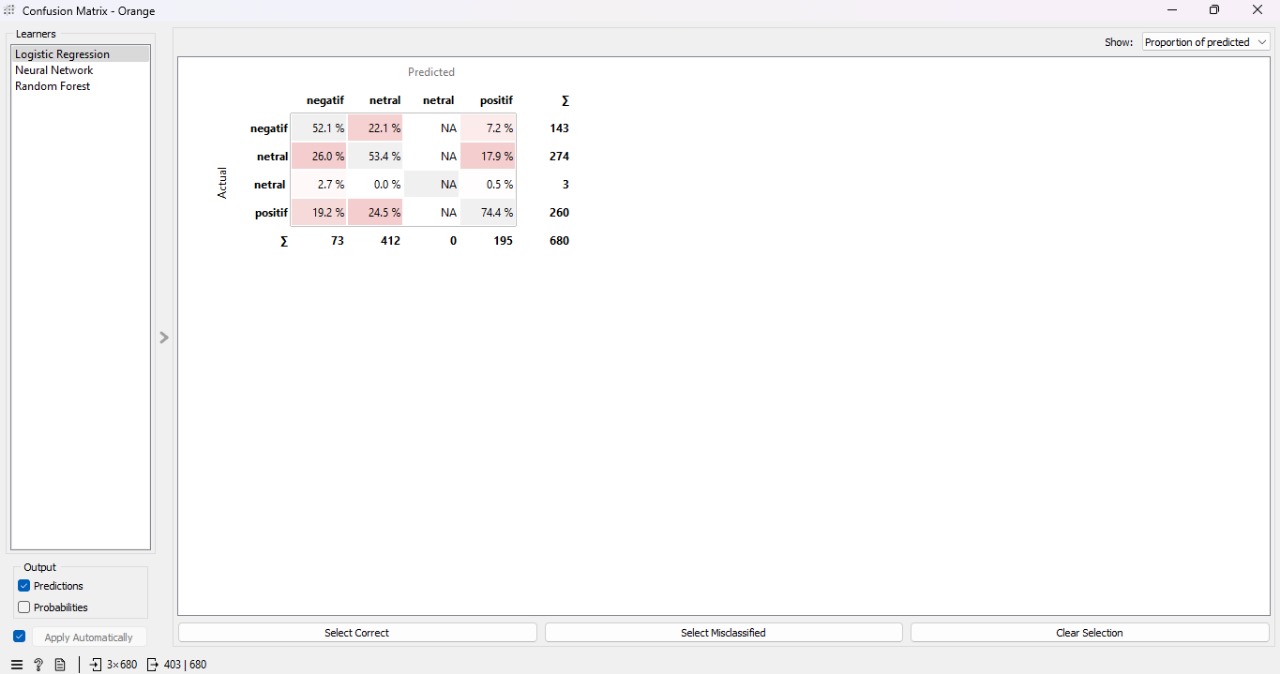 Confusion Matrix - Orange
Learners
Logistic Regression
Neural Network
Random Forest
Show: Proportion of predicted
Predicted
negatif netral netral positif Σ
negatif 52.1 % 22.1 % NA 7.2 % 143
netral 26.0 % 53.4 % NA 17.9 % 274
netral 2.7 % 0.0 % NA 0.5 % 3
positif 19.2 % 24.5 % NA 74.4 % 260
Σ 73 412 0 195 680
Actual
Output
Predictions
Probabilities
Apply Automatically
Select Correct Select Misclassified Clear Selection
? 3×680 403 | 680